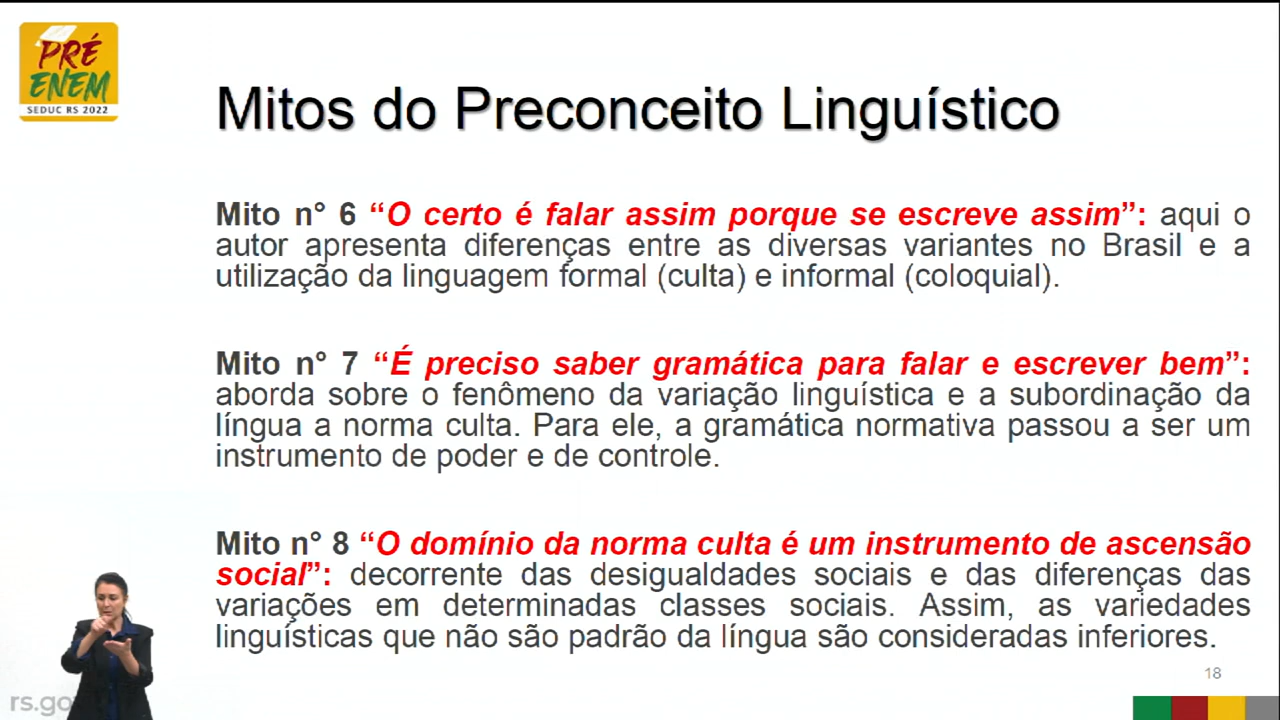 PRÉ
ENEM
SEDUC RS 2022
Mitos do Preconceito Linguístico
Mito n° 6 “O certo é falar assim porque se escreve assim”: aqui o
autor apresenta diferenças entre as diversas variantes no Brasil e a
utilização da linguagem formal (culta) e informal (coloquial).
Mito n° 7 “É preciso saber gramática para falar e escrever bem”:
aborda sobre o fenômeno da variação linguística e a subordinação da
língua a norma culta. Para ele, a gramática normativa passou a ser um
instrumento de poder e de controle.
Mito n° 8 “O domínio da norma culta é um instrumento de ascensão
social”: decorrente das desigualdades sociais e das diferenças das
variações em determinadas classes sociais. Assim, as variedades
linguísticas que não são padrão da língua são consideradas inferiores.
18
rs.go